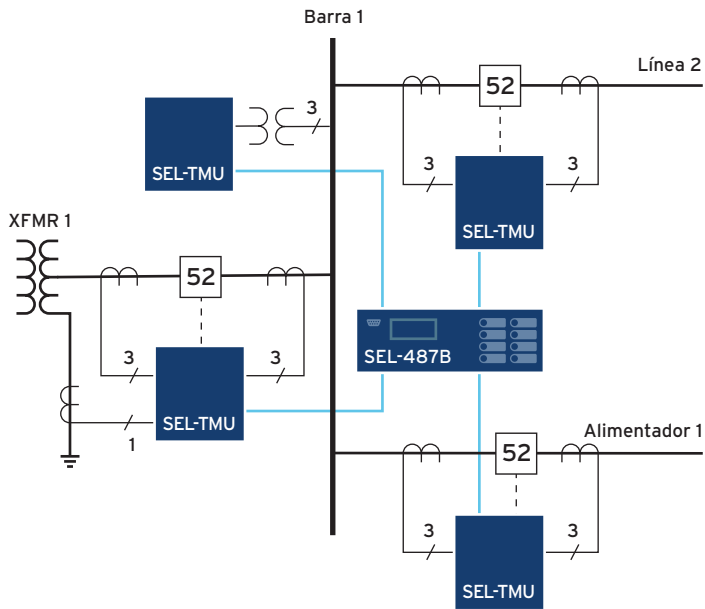 Barra 1
Línea 2
52
3
SEL-TMU
3
3
SEL-TMU
XFMR 1
52
3
3
SEL-TMU
1
SEL-487B
Alimentador 1
52
3
3
SEL-TMU